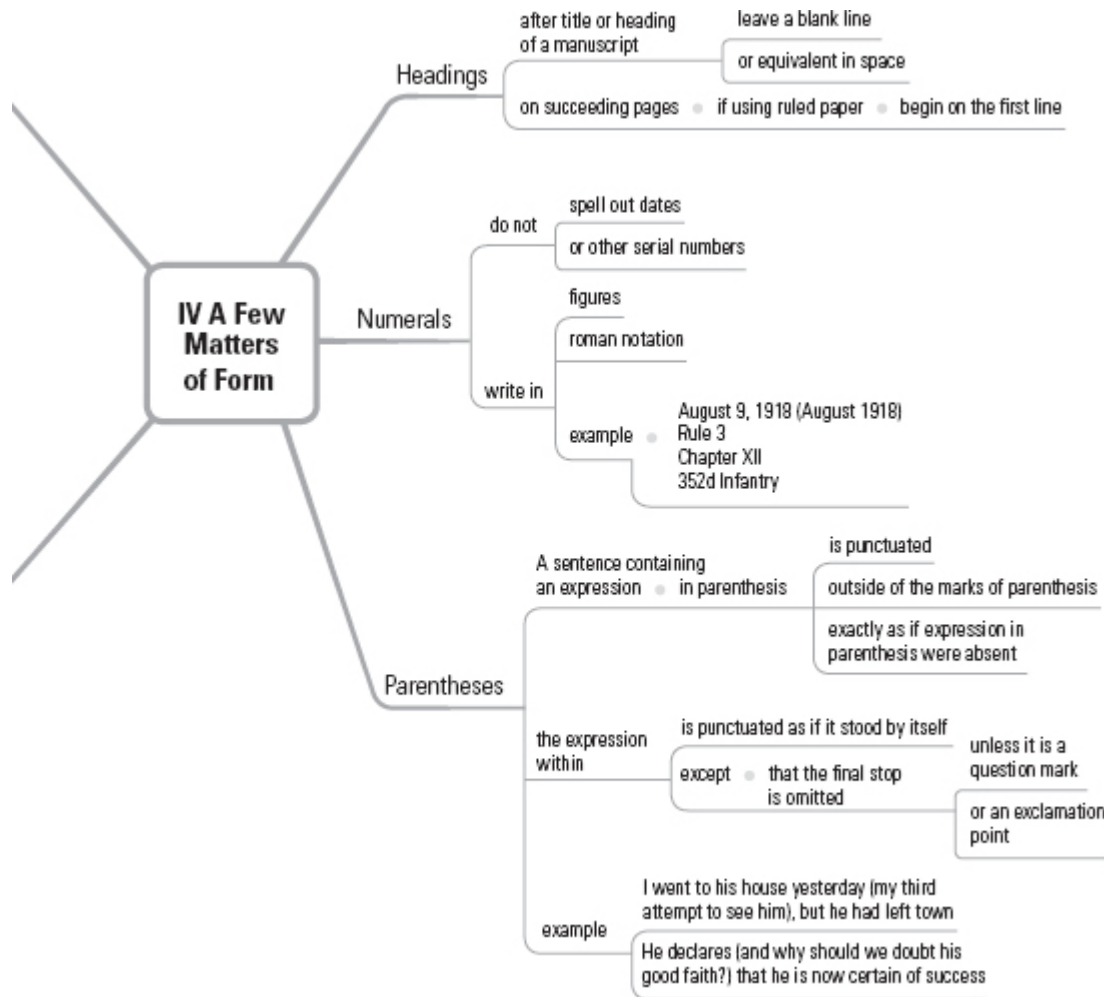 after title or heading
of a manuscript
leave a blank line
or equivalent in space
Headings
on succeeding pages
if using ruled paper
begin on the first line
IV A Few
Matters
of Form
Numerals
do not
spell out dates
or other serial numbers
write in
figures
roman notation
example
August 9, 1918 (August 1918)
Rule 3
Chapter XII
352d Infantry
Parentheses
A sentence containing
an expression
in parenthesis
is punctuated
outside of the marks of parenthesis
exactly as if expression in
parenthesis were absent
the expression
within
is punctuated as if it stood by itself
except
that the final stop
is omitted
unless it is a
question mark
or an exclamation
point
example
I went to his house yesterday (my third
attempt to see him), but he had left town
He declares (and why should we doubt his
good faith?) that he is now certain of success